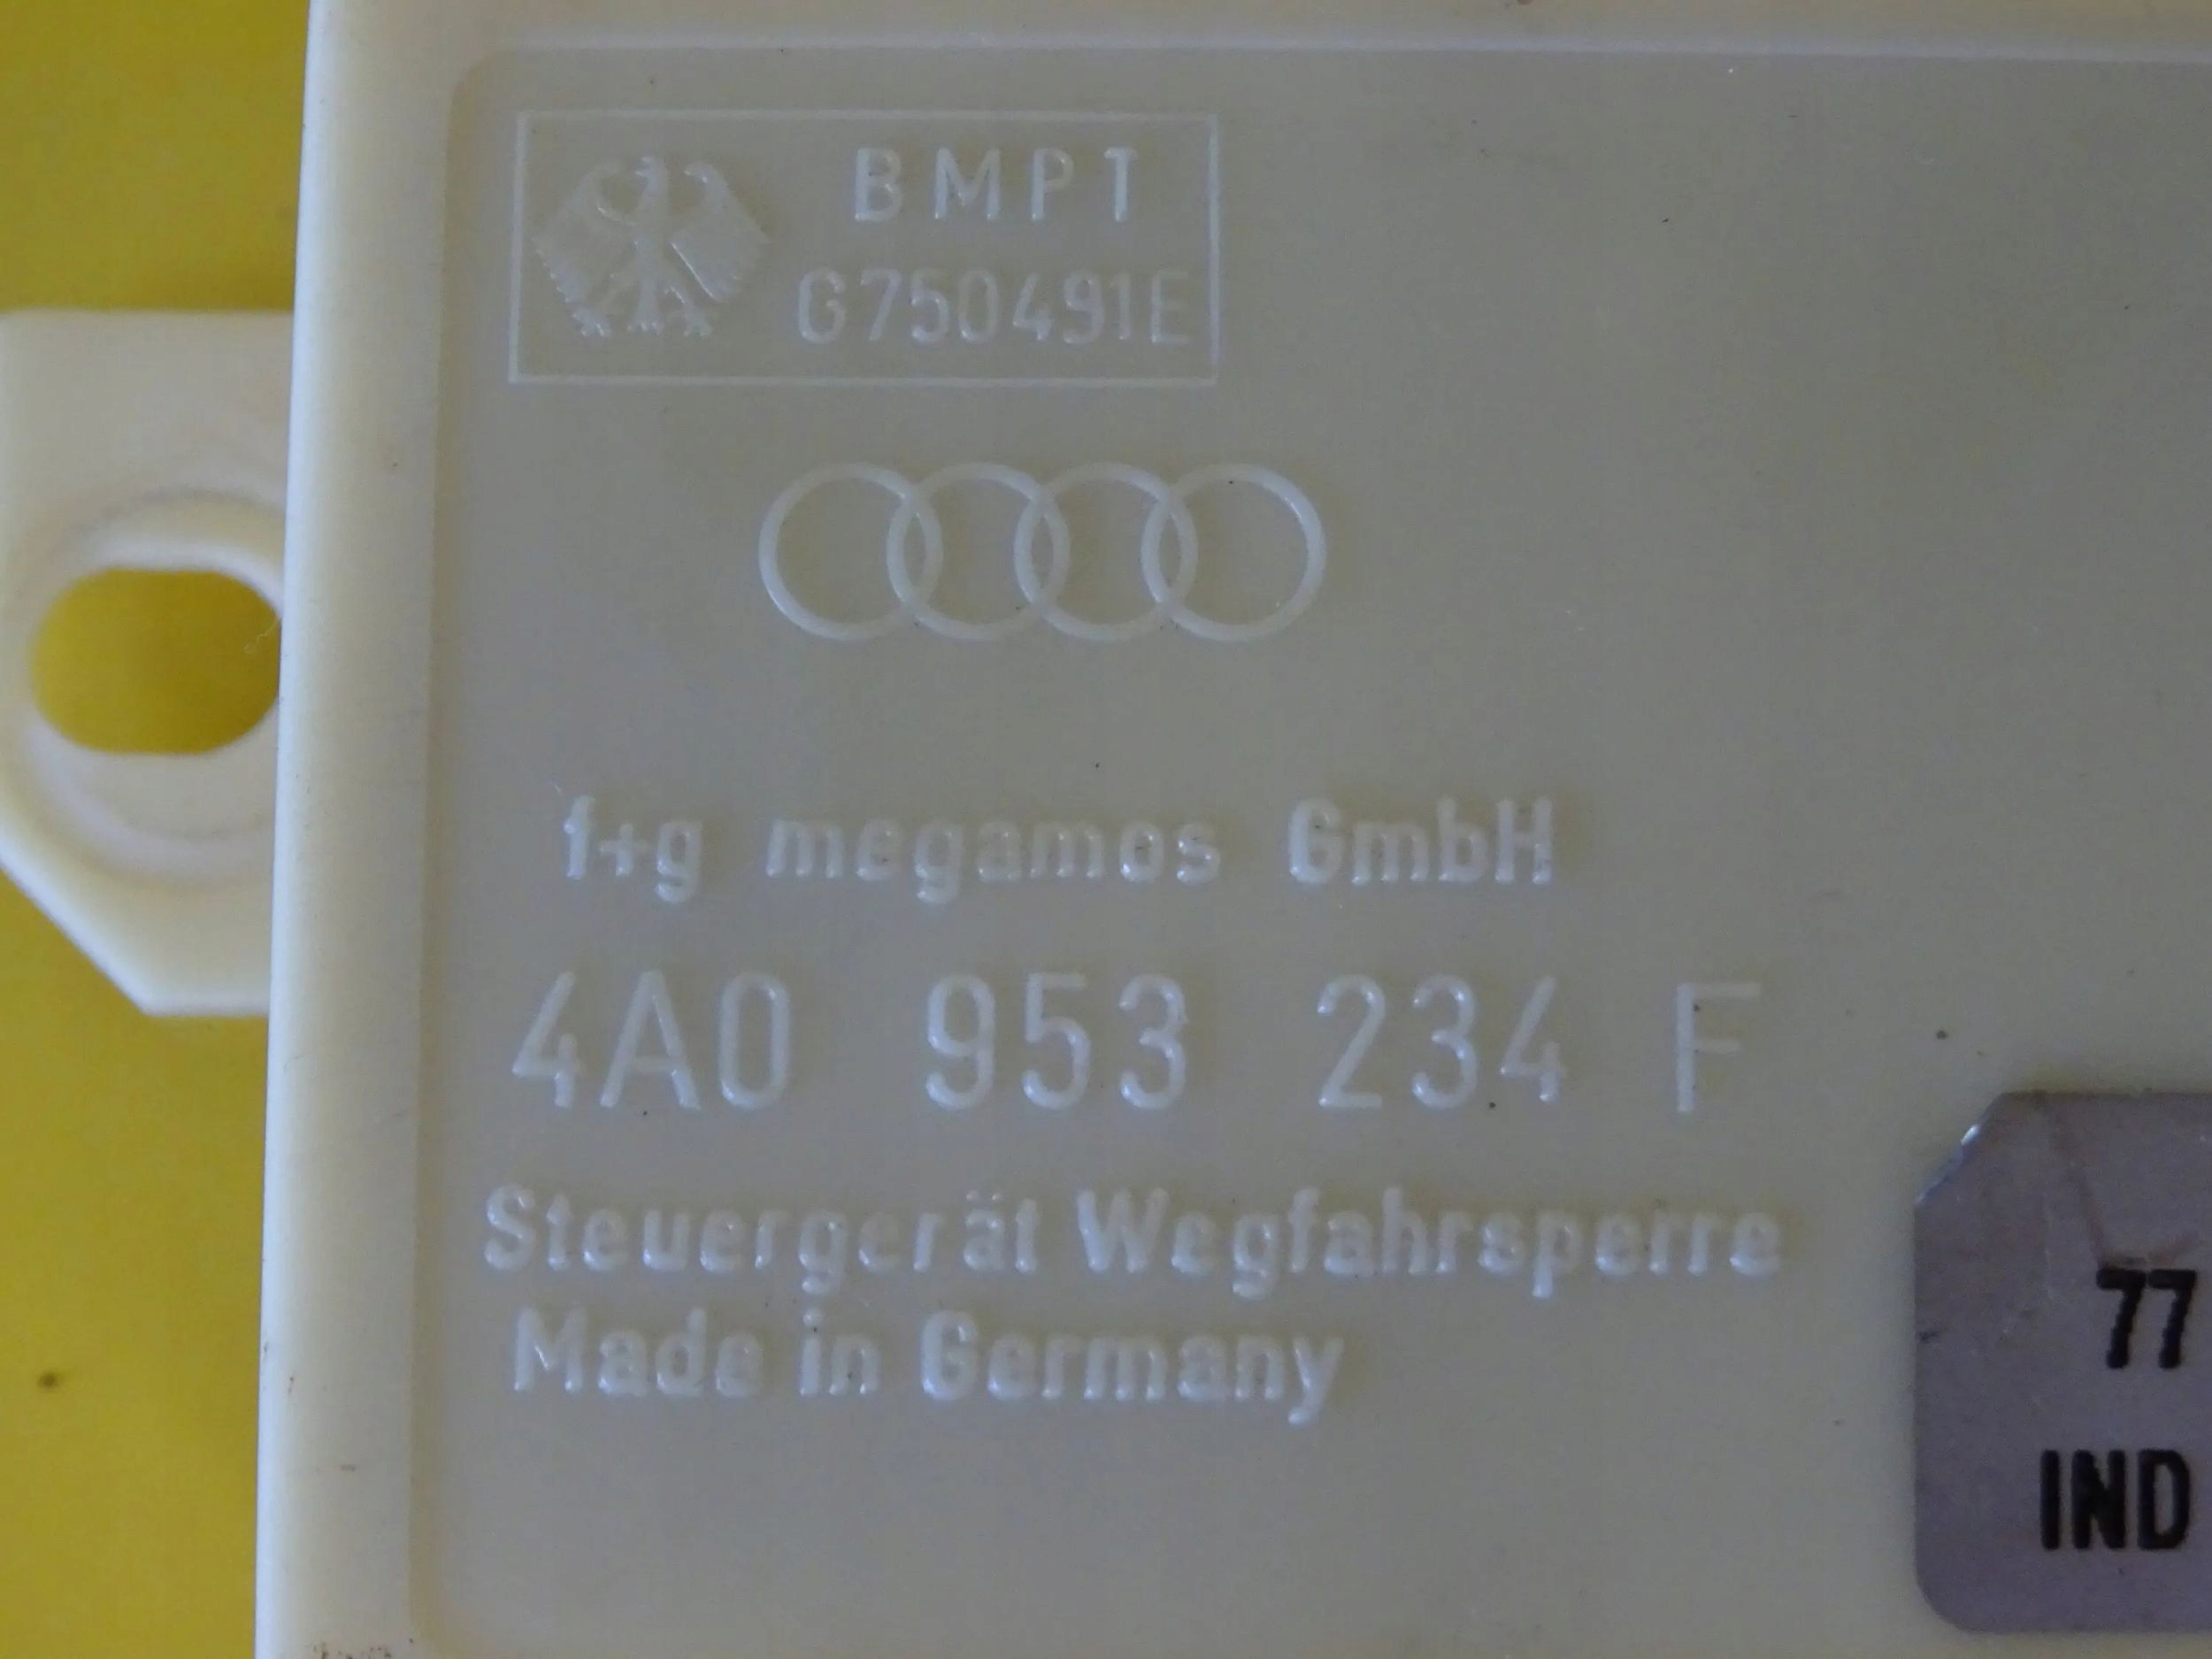 BMPT
G750491E
f+g megamos GmbH
4A0 953 234 F
Steuergerät Wegfahrsperre
Made in Germany
77
IND